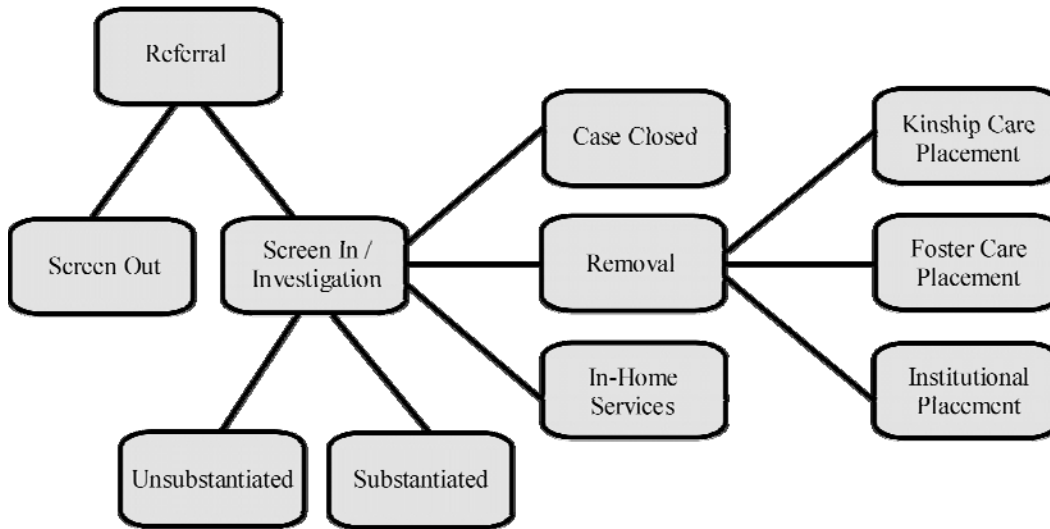 Referral
Screen Out
Screen In /
Investigation
Unsubstantiated
Substantiated
Case Closed
Removal
In-Home
Services
Kinship Care
Placement
Foster Care
Placement
Institutional
Placement